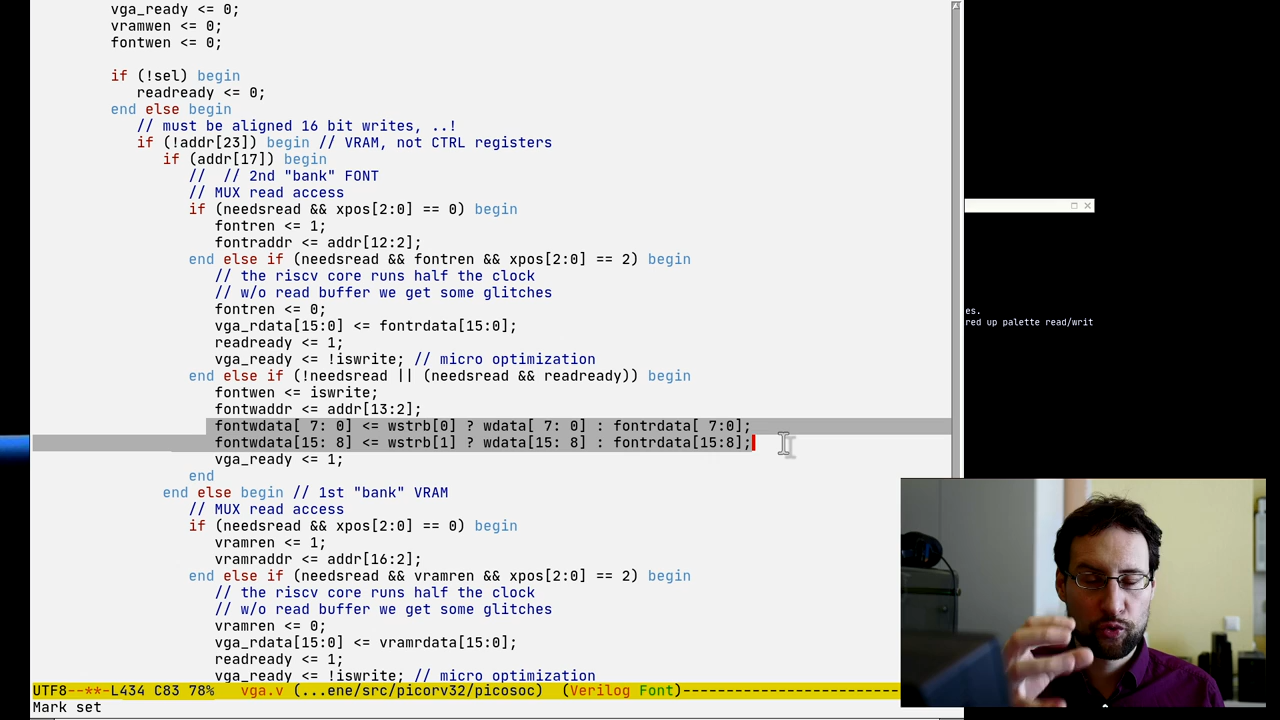 vga_ready <= 0;
vramwen <= 0;
fontwen <= 0;
if (!sel) begin
readready <= 0;
end else begin
// must be aligned 16 bit writes, ..!
if (!addr[23]) begin // VRAM, not CTRL registers
if (addr[17]) begin
//  // 2nd "bank" FONT
// MUX read access
if (needsread && xpos[2:0] == 0) begin
fontren <= 1;
fontraddr <= addr[12:2];
end else if (needsread && fontren && xpos[2:0] == 2) begin
// the riscv core runs half the clock
// w/o read buffer we get some glitches
fontren <= 0;
vga_rdata[15:0] <= fontrdata[15:0];
readready <= 1;
vga_ready <= !iswrite; // micro optimization
end else if (!needsread || (needsread && readready)) begin
fontwen <= iswrite;
fontwaddr <= addr[13:2];
fontwdata[ 7: 0] <= wstrb[0] ? wdata[ 7: 0] : fontrdata[ 7:0];
fontwdata[15: 8] <= wstrb[1] ? wdata[15: 8] : fontrdata[15:8];
vga_ready <= 1;
end
end else begin // 1st "bank" VRAM
// MUX read access
if (needsread && xpos[2:0] == 0) begin
vramren <= 1;
vramraddr <= addr[16:2];
end else if (needsread && vramren && xpos[2:0] == 2) begin
// the riscv core runs half the clock
// w/o read buffer we get some glitches
vramren <= 0;
vga_rdata[15:0] <= vramrdata[15:0];
readready <= 1;
vga_ready <= !iswrite; // micro optimization
UTF8--**-L434 C83 78%   vga.v (...ene/src/picorv32/picosoc)  (Verilog Font)-------------------------
Mark set
es.
red up palette read/writ